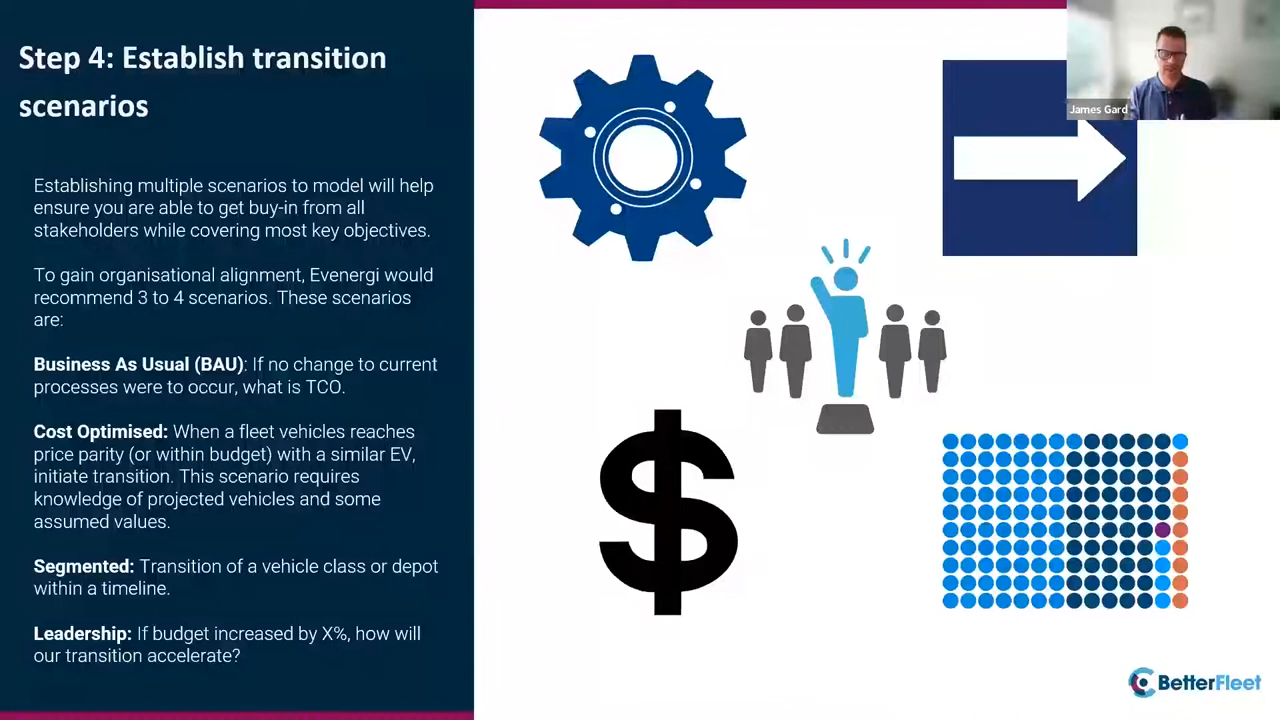 Step 4: Establish transition
scenarios
Establishing multiple scenarios to model will help
ensure you are able to get buy-in from all
stakeholders while covering most key objectives.
To gain organisational alignment, Evenergi would
recommend 3 to 4 scenarios. These scenarios
are:
Business As Usual (BAU): If no change to current
processes were to occur, what is TCO.
Cost Optimised: When a fleet vehicles reaches
price parity (or within budget) with a similar EV,
initiate transition. This scenario requires
knowledge of projected vehicles and some
assumed values.
Segmented: Transition of a vehicle class or depot
within a timeline.
Leadership: If budget increased by X%, how will
our transition accelerate?
$
James Gard
BetterFleet